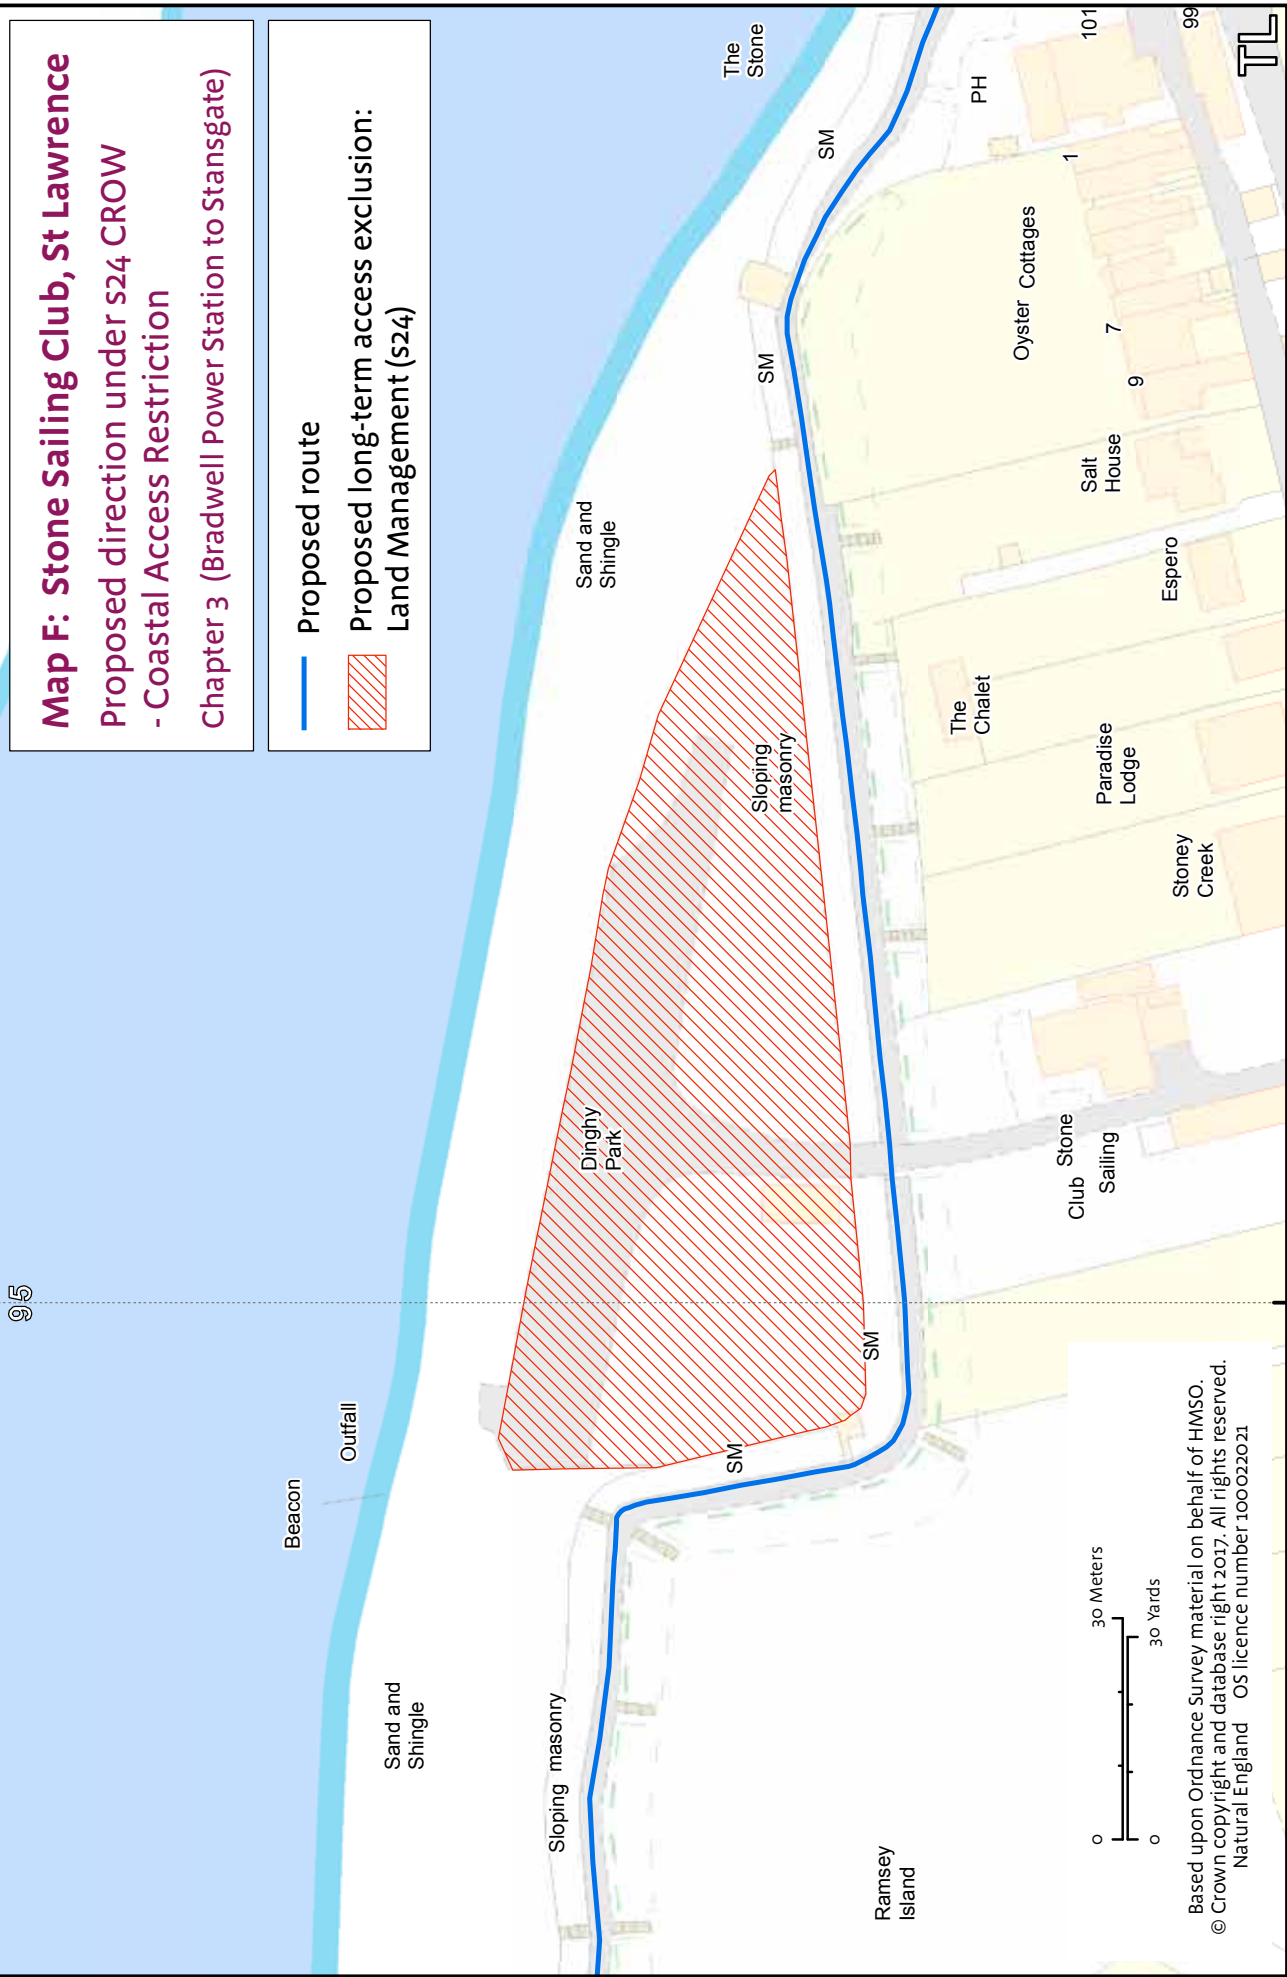 Map F: Stone Sailing Club, St Lawrence
Proposed direction under s24 CROW
- Coastal Access Restriction
Chapter 3 (Bradwell Power Station to Stansgate)
Proposed route
Proposed long-term access exclusion:
Land Management (s24)
95
Beacon
Outfall
The
Stone
Sand and
Shingle
Sand and
Shingle
Sloping masonry
Dinghy
Park
Sloping
masonry
SM
SM
SM
SM
PH
101
99
1
7
9
Oyster Cottages
Salt
House
Espero
The
Chalet
Paradise
Lodge
Stoney
Creek
Club Stone
Sailing
Ramsey
Island
TL
0 30 Meters
0 30 Yards
Based upon Ordnance Survey material on behalf of HMSO.
© Crown copyright and database right 2017. All rights reserved.
Natural England OS licence number 100022021